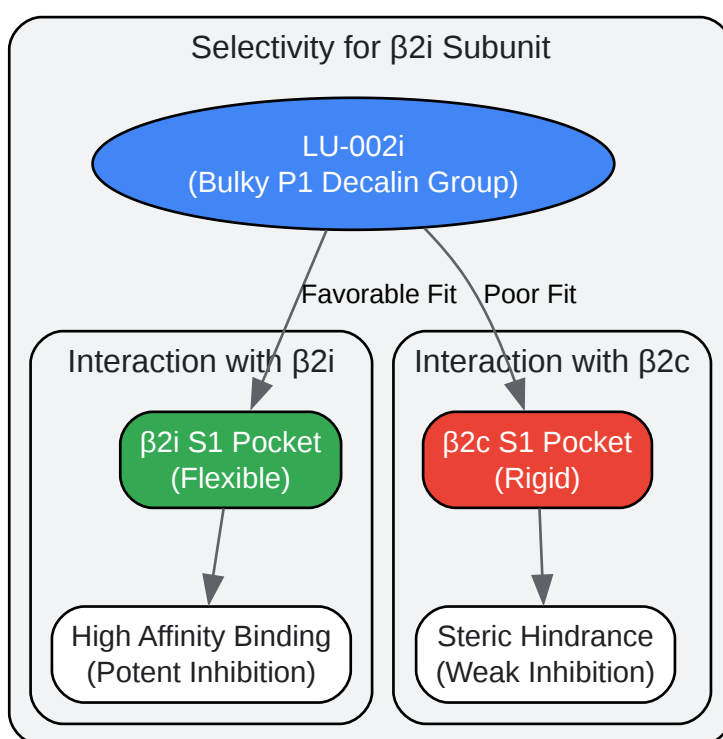 Selectivity for β2i Subunit
LU-002i
(Bulky P1 Decalin Group)
Favorable Fit
Poor Fit
Interaction with β2i
Interaction with β2c
β2i S1 Pocket
(Flexible)
β2c S1 Pocket
(Rigid)
High Affinity Binding
(Potent Inhibition)
Steric Hindrance
(Weak Inhibition)